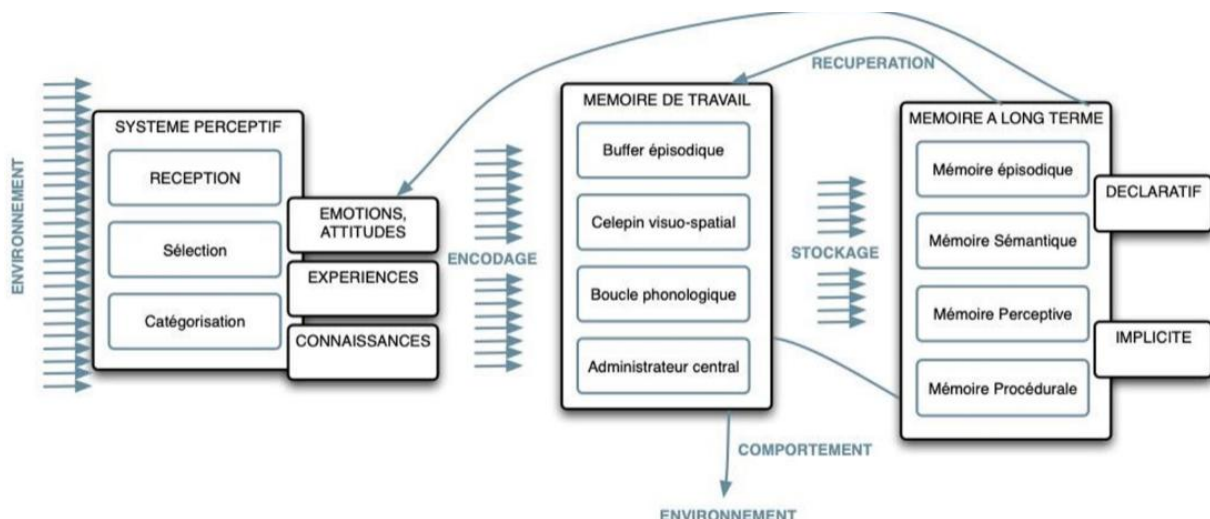 ENVIRONNEMENT
SYSTEME PERCEPTIF
RECEPTION
Sélection
Catégorisation
EMOTIONS,
ATTITUDES
EXPERIENCES
CONNAISSANCES
ENCODAGE
MEMOIRE DE TRAVAIL
Buffer épisodique
Celepin visuo-spatial
Boucle phonologique
Administrateur central
COMPORTEMENT
ENVIRONNEMENT
RECUPERATION
STOCKAGE
MEMOIRE A LONG TERME
Mémoire épisodique
Mémoire Sémantique
Mémoire Perceptive
Mémoire Procédurale
DECLARATIF
IMPLICITE